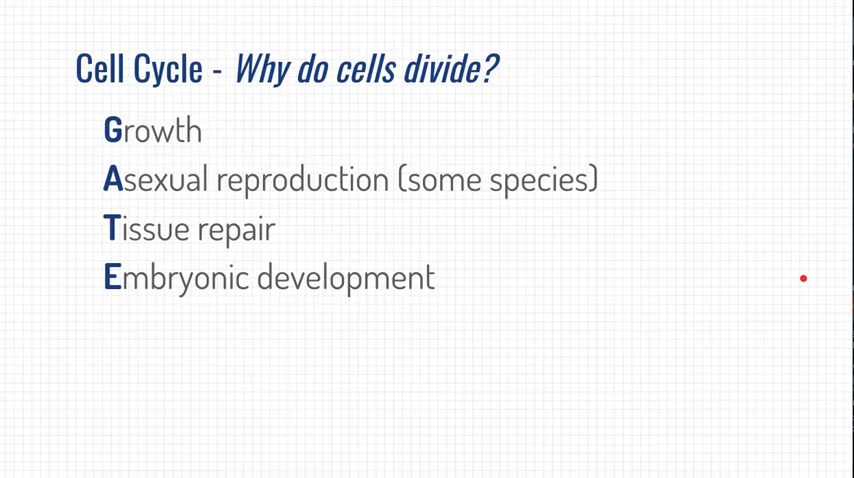 Cell Cycle - Why do cells divide?
Growth
Asexual reproduction (some species)
Tissue repair
Embryonic development